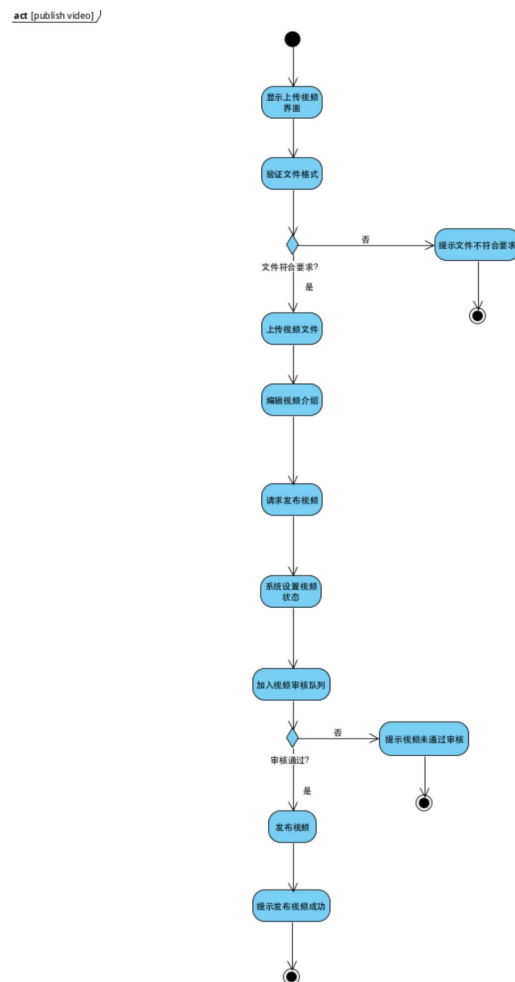 act [publish video]
显示上传视频
界面
验证文件格式
否
提示文件不符合要求
文件符合要求?
是
上传视频文件
编辑视频介绍
请求发布视频
系统设置视频
状态
加入视频审核队列
否
提示视频未通过审核
审核通过?
是
发布视频
提示发布视频成功